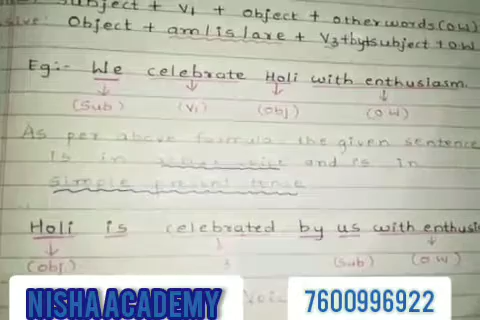 subject + V1 + object + other words (o.w)
Object + am/is/are + V3+by+subject + o.w
Eg:- We celebrate Holi with enthusiasm.
(Sub) (V1) (Obj) (O.W)
As per above formula the given sentence
is in and is in
simple present tense
Holi is celebrated by us with
(Obj.) (Sub) (O.W)
NISHA ACADEMY 7600996922